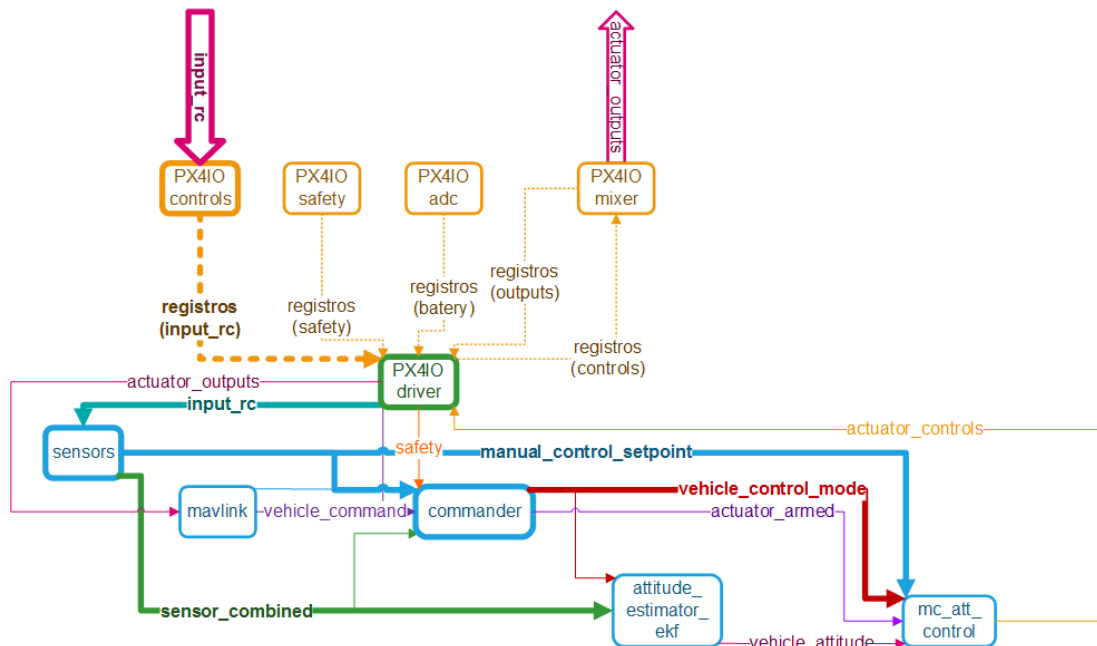 input_rc
actuator_outputs
PX4IO
controls
PX4IO
safety
PX4IO
adc
PX4IO
mixer
registros
(input_rc)
registros
(safety)
registros
(batery)
registros
(outputs)
registros
(controls)
PX4IO
driver
actuator_outputs
input_rc
actuator_controls
sensors
safety
manual_control_setpoint
mavlink
vehicle_command
commander
vehicle_control_mode
actuator_armed
sensor_combined
attitude_
estimator_
ekf
mc_att_
control
vehicle_attitude